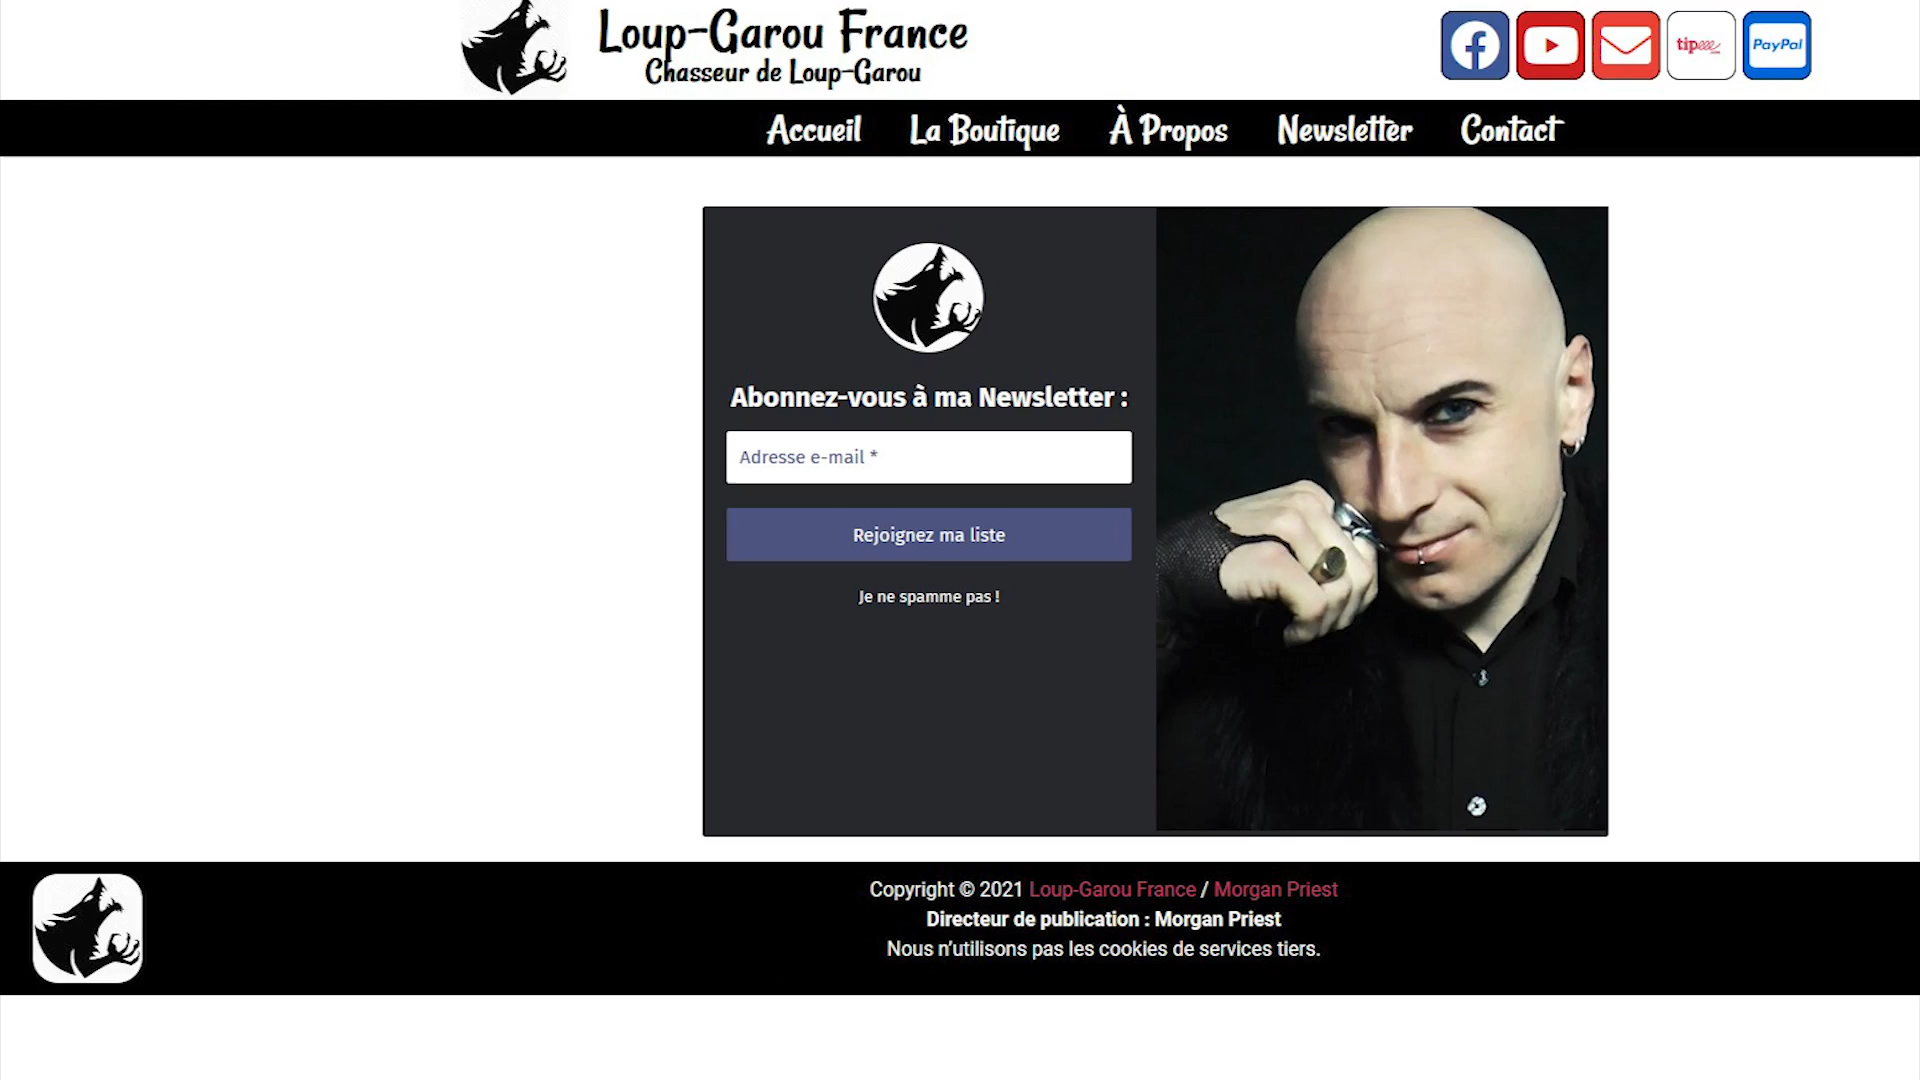 Loup-Garou France
Chasseur de Loup-Garou
tipeee.com
PayPal
Accueil
La Boutique
À Propos
Newsletter
Contact
Abonnez-vous à ma Newsletter :
Adresse e-mail *
Rejoignez ma liste
Je ne spamme pas !
Copyright © 2021 Loup-Garou France / Morgan Priest
Directeur de publication : Morgan Priest
Nous n’utilisons pas les cookies de services tiers.